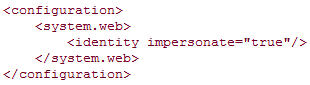 <configuration>
    <system.web>
        <identity impersonate="true"/>
    </system.web>
</configuration>